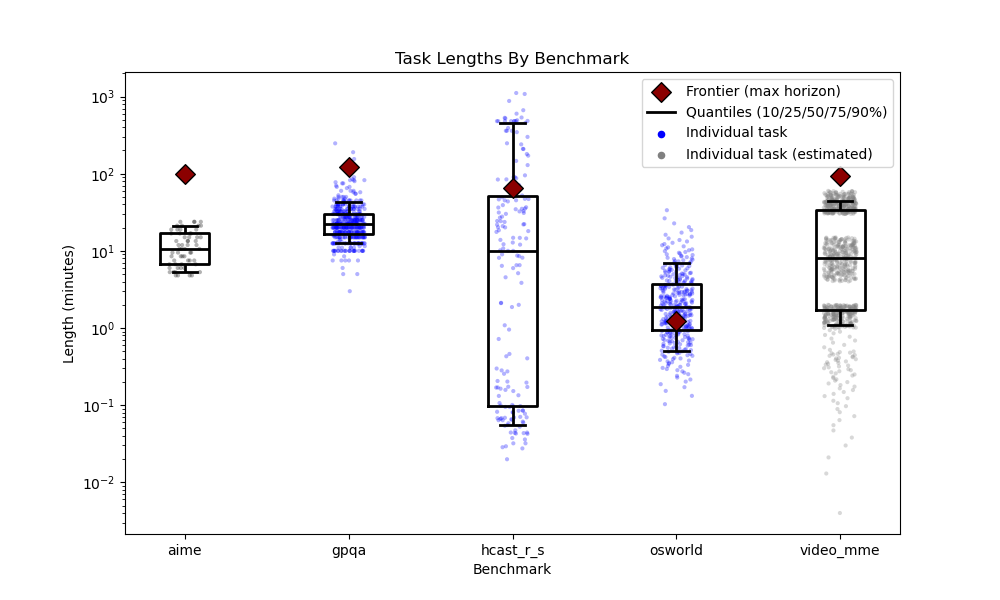 Task Lengths By Benchmark
Frontier (max horizon)
Quantiles (10/25/50/75/90%)
Individual task
Individual task (estimated)
Length (minutes)
10³
10²
10¹
10⁰
10⁻¹
10⁻²
aime
gpqa
hcast_r_s
osworld
video_mme
Benchmark